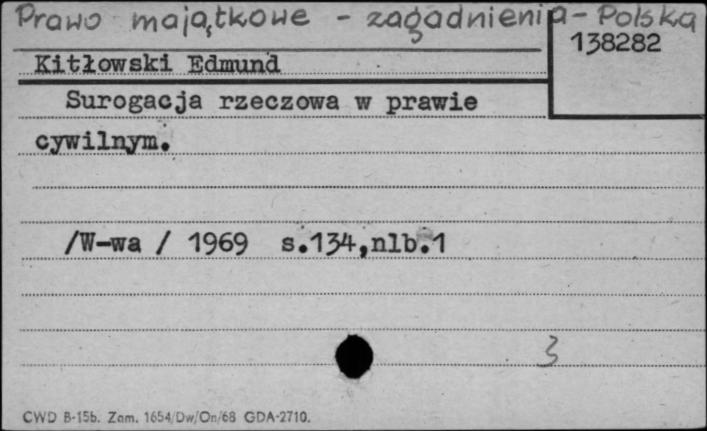 Prawo majątkowe - zagadnienia - Polska
138282
Kitłowski Edmund
Surogacja rzeczowa w prawie
cywilnym.
/W-wa / 1969 s.134,nlb.1
3
CWD B-15b. Zam. 1654/Dw/On/68 GDA-2710.